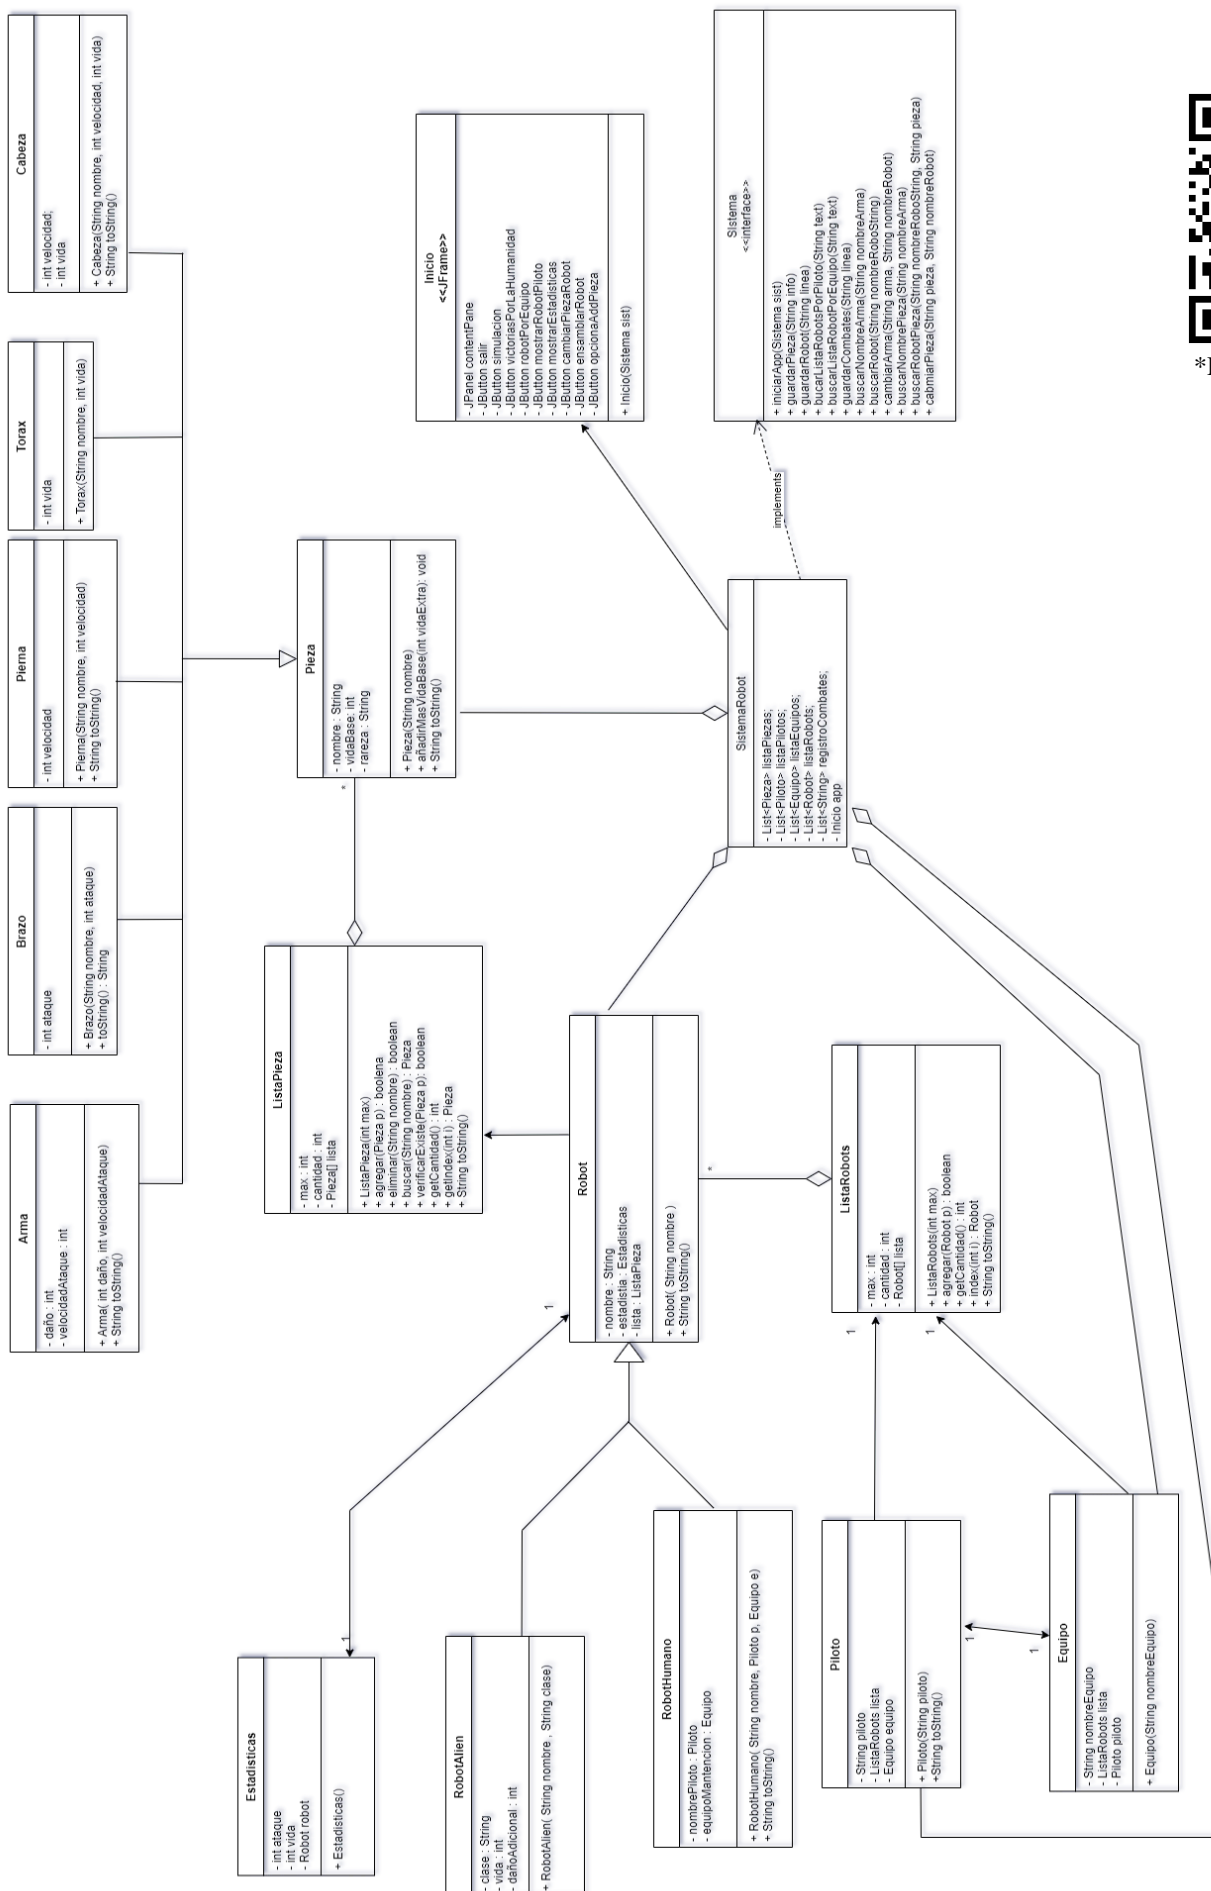 Cabeza
- int velocidad;
- int vida
+ Cabeza(String nombre, int velocidad, int vida)
+ String toString()
Torax
- int vida
+ Torax(String nombre, int vida)
Pierna
- int velocidad
+ Pierna(String nombre, int velocidad)
+ String toString()
Brazo
- int ataque
+ Brazo(String nombre, int ataque)
+ toString() : String
Arma
- daño : int
- velocidadAtaque : int
+ Arma( int daño, int velocidadAtaque)
+ String toString()
Pieza
- nombre : String
- vidaBase: int
- rareza : String
+ Pieza(String nombre)
+ añadirMasVidaBase(int vidaExtra): void
+ String toString()
*
ListaPieza
- max : int
- cantidad : int
- Pieza[] lista
+ ListaPieza(int max)
+ agregar(Pieza p) : boolena
+ eliminar(String nombre) : boolean
+ buscar(String nombre) : Pieza
+ verificarExiste(Pieza p): boolean
+ getCantidad() : int
+ getIndex(int i) : Pieza
+ String toString()
Inicio
<<JFrame>>
- JPanel contentPane
- JButton salir
- JButton simulacion
- JButton victoriasPorLaHumanidad
- JButton robotPorEquipo
- JButton mostrarRobotPiloto
- JButton mostrarEstadisticas
- JButton cambiarPiezaRobot
- JButton ensamblarRobot
- JButton opcionaAddPieza
+ Inicio(Sistema sist)
Sistema
<<interface>>
+ iniciarApp(Sistema sist)
+ guardarPieza(String info)
+ guardarRobot(String linea)
+ bucarListaRobotsPorPiloto(String text)
+ buscarListaRobotPorEquipo(String text)
+ guardarCombates(String linea)
+ buscarNombreArma(String nombreArma)
+ buscarRobot(String nombreRoboString)
+ cambiarArma(String arma, String nombreRobot)
+ buscarNombrePieza(String nombreArma)
+ buscarRobotPieza(String nombreRoboString, String pieza)
+ cabmiarPieza(String pieza, String nombreRobot)
implements
SistemaRobot
- List<Pieza> listaPiezas;
- List<Piloto> listaPilotos;
- List<Equipo> listaEquipos;
- List<Robot> listaRobots;
- List<String> registroCombates;
- Inicio app
Robot
- nombre : String
- estadistia : Estadisticas
- lista : ListaPieza
+ Robot( String nombre )
+ String toString()
1
*
ListaRobots
- max : int
- cantidad : int
- Robot[] lista
+ ListaRobots(int max)
+ agregar(Robot p) : boolean
+ getCantidad() : int
+ index(int i) : Robot
+ String toString()
1
1
Estadisticas
- int ataque
- int vida
- Robot robot
+ Estadisticas()
1
RobotAlien
- clase : String
- vida : int
- dañoAdicional : int
+ RobotAlien( String nombre , String clase)
RobotHumano
- nombrePiloto : Piloto
- equipoMantencion : Equipo
+ RobotHumano( String nombre, Piloto p, Equipo e)
+ String toString()
Piloto
- String piloto
- ListaRobots lista
- Equipo equipo
+ Piloto(String piloto)
+String toString()
1
1
Equipo
- String nombreEquipo
- ListaRobots lista
- Piloto piloto
+ Equipo(String nombreEquipo)